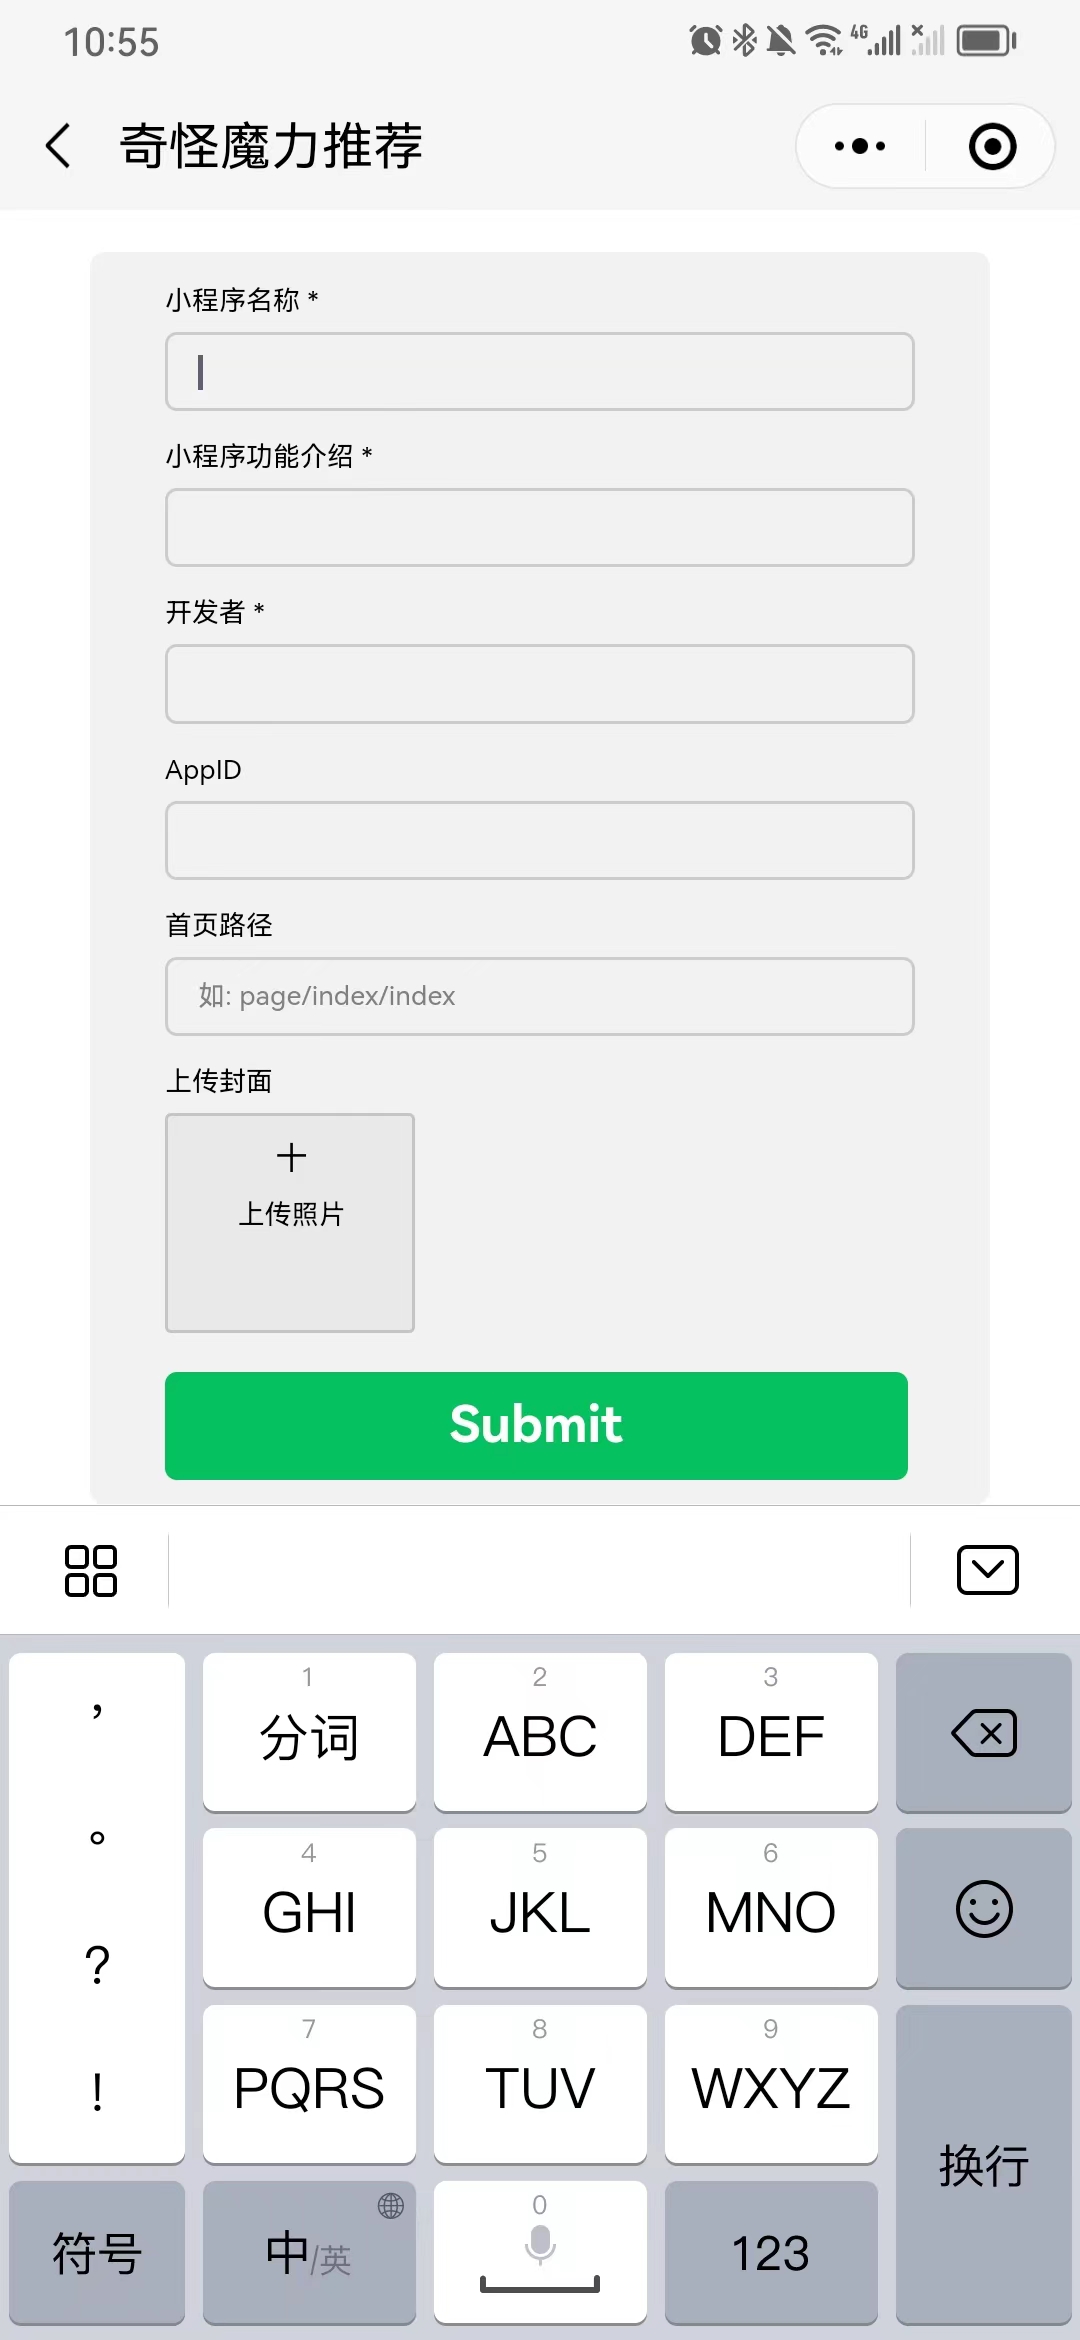 10:55
4G
奇怪魔力推荐
小程序名称 *
小程序功能介绍 *
开发者 *
AppID
首页路径
如: page/index/index
上传封面
上传照片
Submit
,
1
分词
2
ABC
3
DEF
。
4
GHI
5
JKL
6
MNO
?
7
PQRS
8
TUV
9
WXYZ
!
换行
符号
中/英
0
123